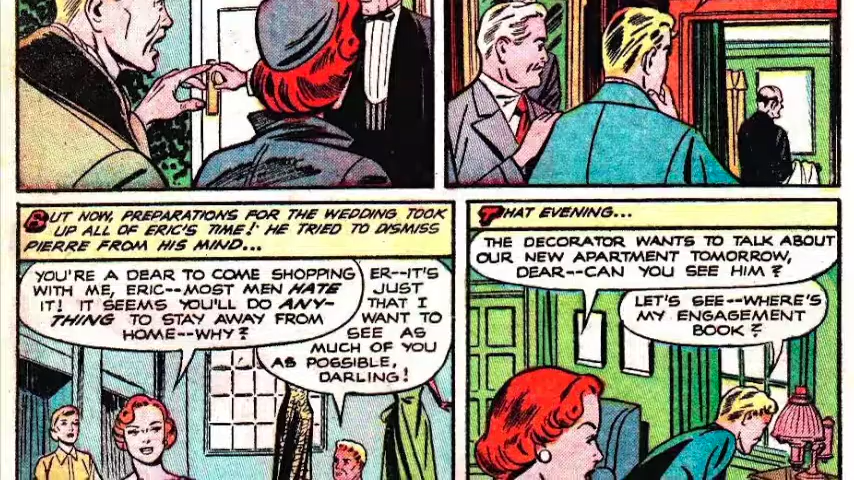 BUT NOW, PREPARATIONS FOR THE WEDDING TOOK
UP ALL OF ERIC'S TIME! HE TRIED TO DISMISS
PIERRE FROM HIS MIND...
YOU'RE A DEAR TO COME SHOPPING
WITH ME, ERIC--MOST MEN HATE
IT! IT SEEMS YOU'LL DO ANY-
THING TO STAY AWAY FROM
HOME--WHY?
ER--IT'S
JUST
THAT I
WANT TO
SEE AS
MUCH OF YOU
AS POSSIBLE,
DARLING!
THAT EVENING...
THE DECORATOR WANTS TO TALK ABOUT
OUR NEW APARTMENT TOMORROW,
DEAR--CAN YOU SEE HIM?
LET'S SEE--WHERE'S
MY ENGAGEMENT
BOOK?